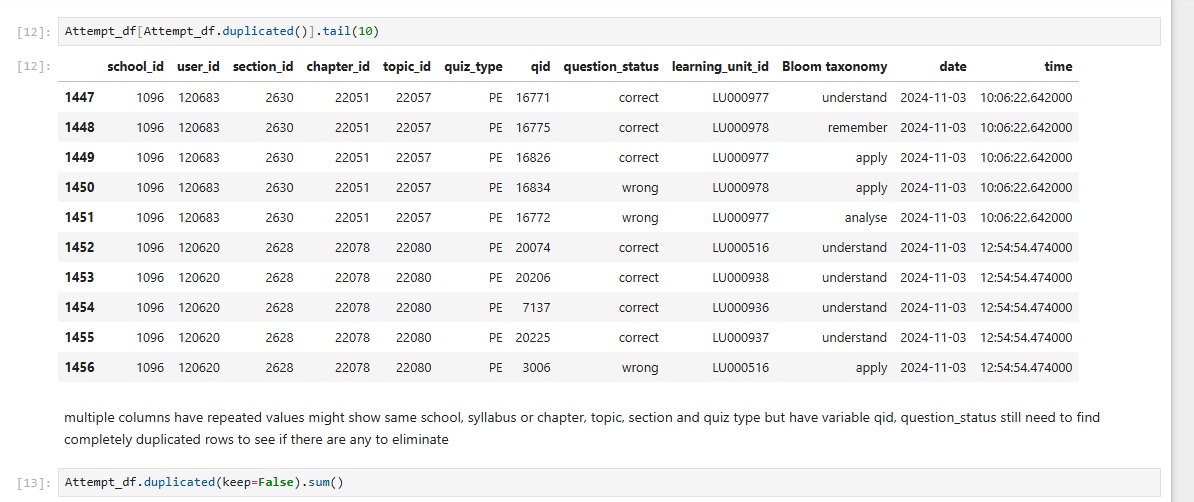 [12]: Attempt_df[Attempt_df.duplicated()].tail(10)
[12]: school_id user_id section_id chapter_id topic_id quiz_type qid question_status learning_unit_id Bloom taxonomy date time
1447 1096 120683 2630 22051 22057 PE 16771 correct LU000977 understand 2024-11-03 10:06:22.642000
1448 1096 120683 2630 22051 22057 PE 16775 correct LU000978 remember 2024-11-03 10:06:22.642000
1449 1096 120683 2630 22051 22057 PE 16826 correct LU000977 apply 2024-11-03 10:06:22.642000
1450 1096 120683 2630 22051 22057 PE 16834 wrong LU000978 apply 2024-11-03 10:06:22.642000
1451 1096 120683 2630 22051 22057 PE 16772 wrong LU000977 analyse 2024-11-03 10:06:22.642000
1452 1096 120620 2628 22078 22080 PE 20074 correct LU000516 understand 2024-11-03 12:54:54.474000
1453 1096 120620 2628 22078 22080 PE 20206 correct LU000938 understand 2024-11-03 12:54:54.474000
1454 1096 120620 2628 22078 22080 PE 7137 correct LU000936 understand 2024-11-03 12:54:54.474000
1455 1096 120620 2628 22078 22080 PE 20225 correct LU000937 understand 2024-11-03 12:54:54.474000
1456 1096 120620 2628 22078 22080 PE 3006 wrong LU000516 apply 2024-11-03 12:54:54.474000
multiple columns have repeated values might show same school, syllabus or chapter, topic, section and quiz type but have variable qid, question_status still need to find
completely duplicated rows to see if there are any to eliminate
[13]: Attempt_df.duplicated(keep=False).sum()